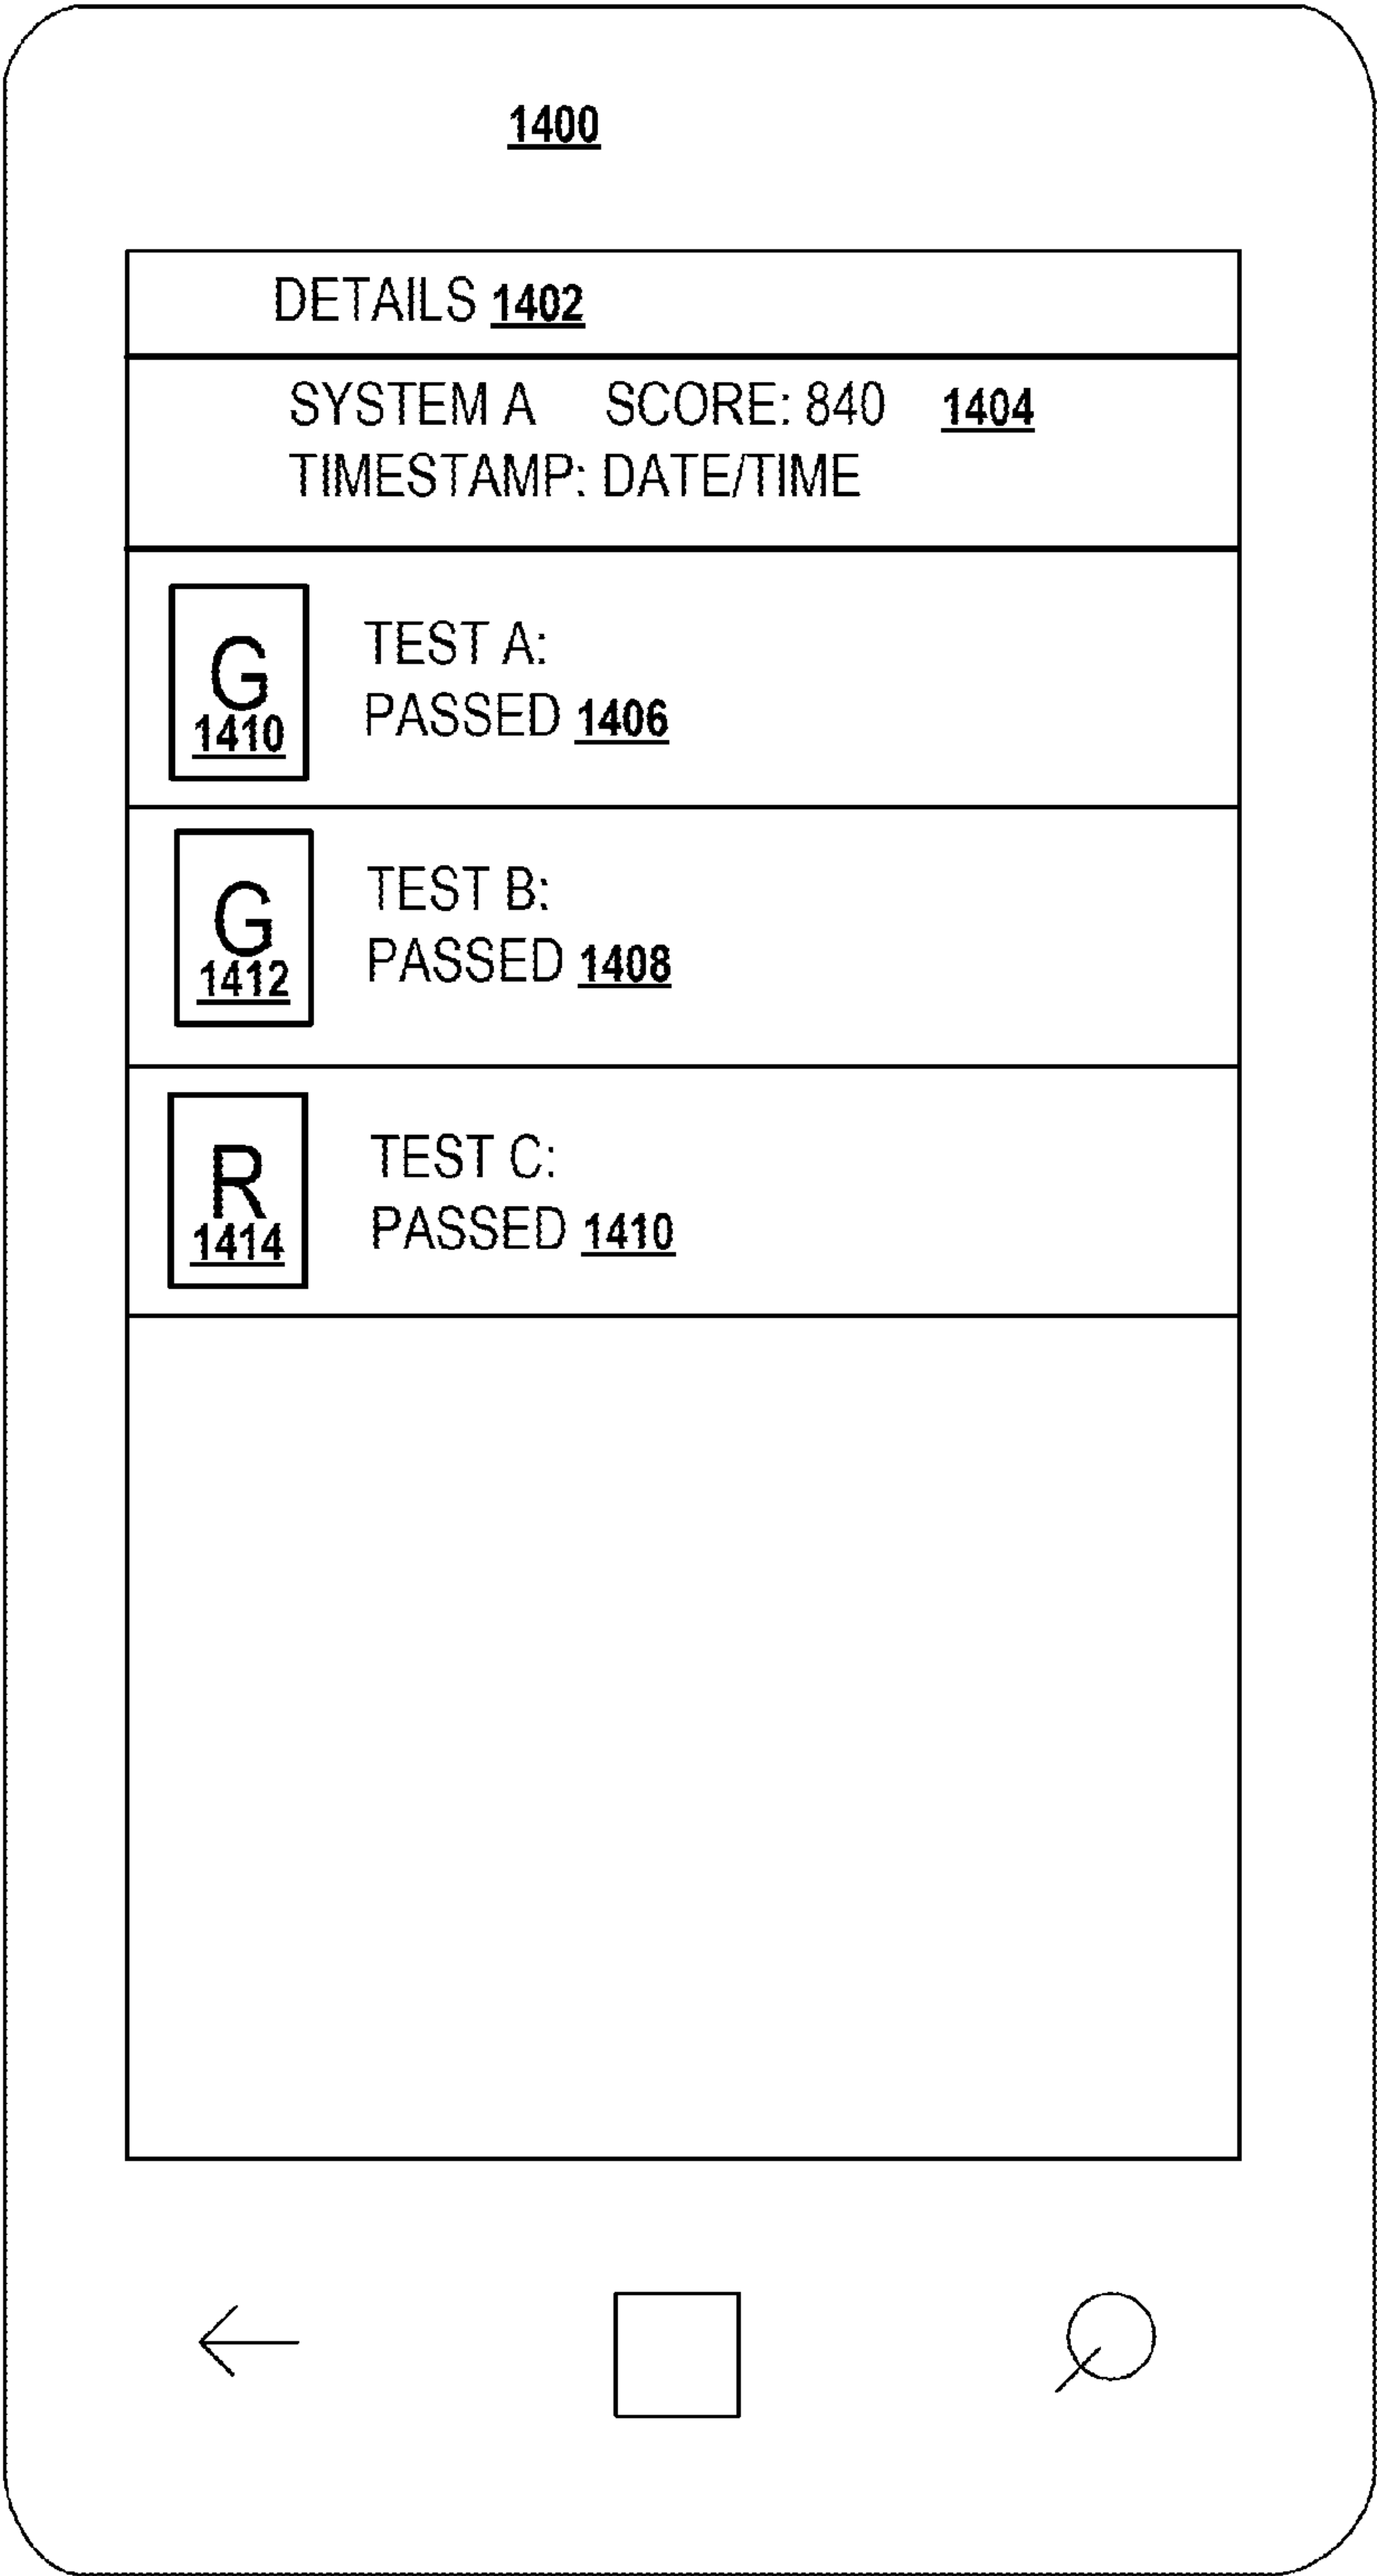 1400
DETAILS 1402
SYSTEM A SCORE: 840 1404
TIMESTAMP: DATE/TIME
G
1410
TEST A:
PASSED 1406
G
1412
TEST B:
PASSED 1408
R
1414
TEST C:
PASSED 1410